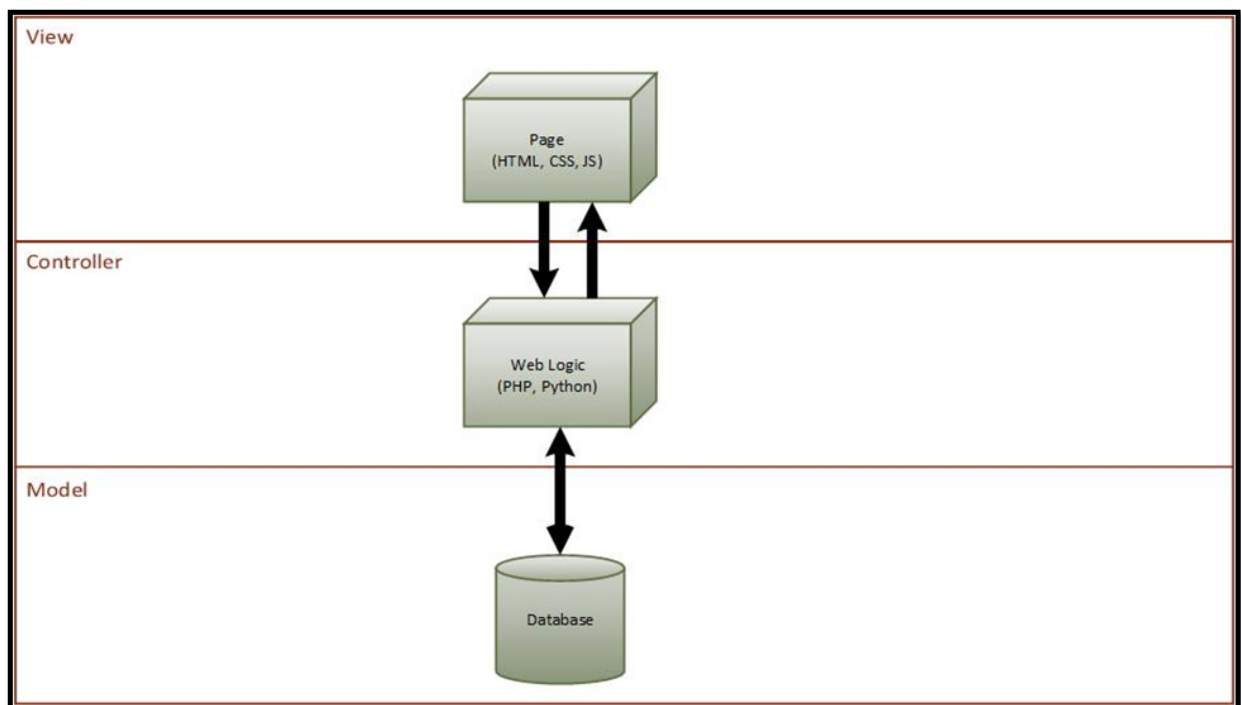 View
Page
(HTML, CSS, JS)
Controller
Web Logic
(PHP, Python)
Model
Database